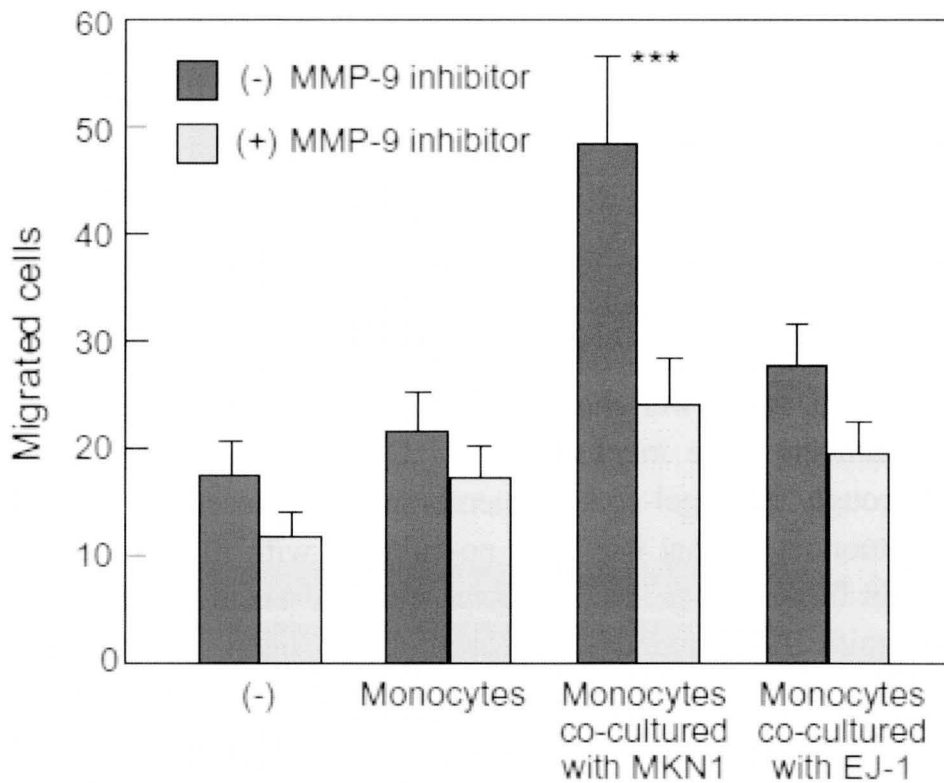 60
50
40
30
20
10
0
Migrated cells
(-) MMP-9 inhibitor
(+) MMP-9 inhibitor
***
(-)
Monocytes
Monocytes
co-cultured
with MKN1
Monocytes
co-cultured
with EJ-1